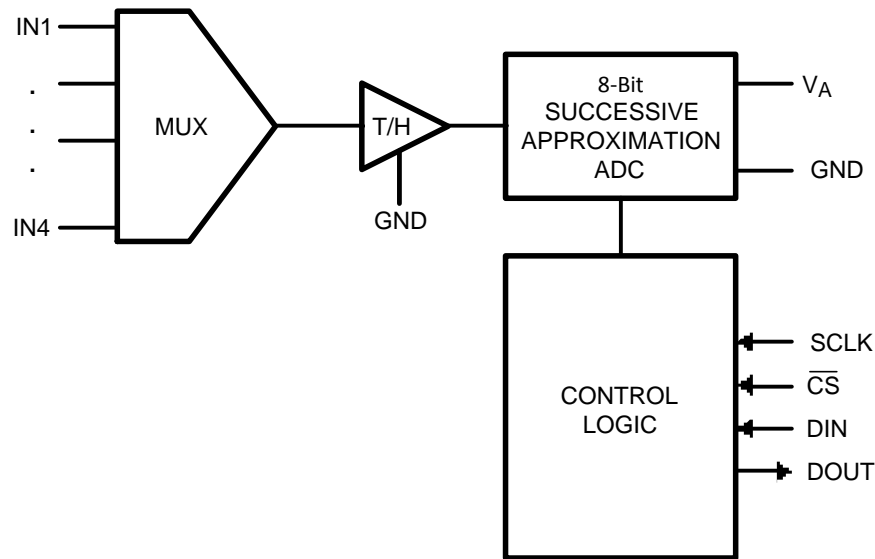 IN1
.
.
.
IN4
MUX
T/H
GND
8-Bit
SUCCESSIVE
APPROXIMATION
ADC
VA
GND
CONTROL
LOGIC
SCLK
CS
DIN
DOUT